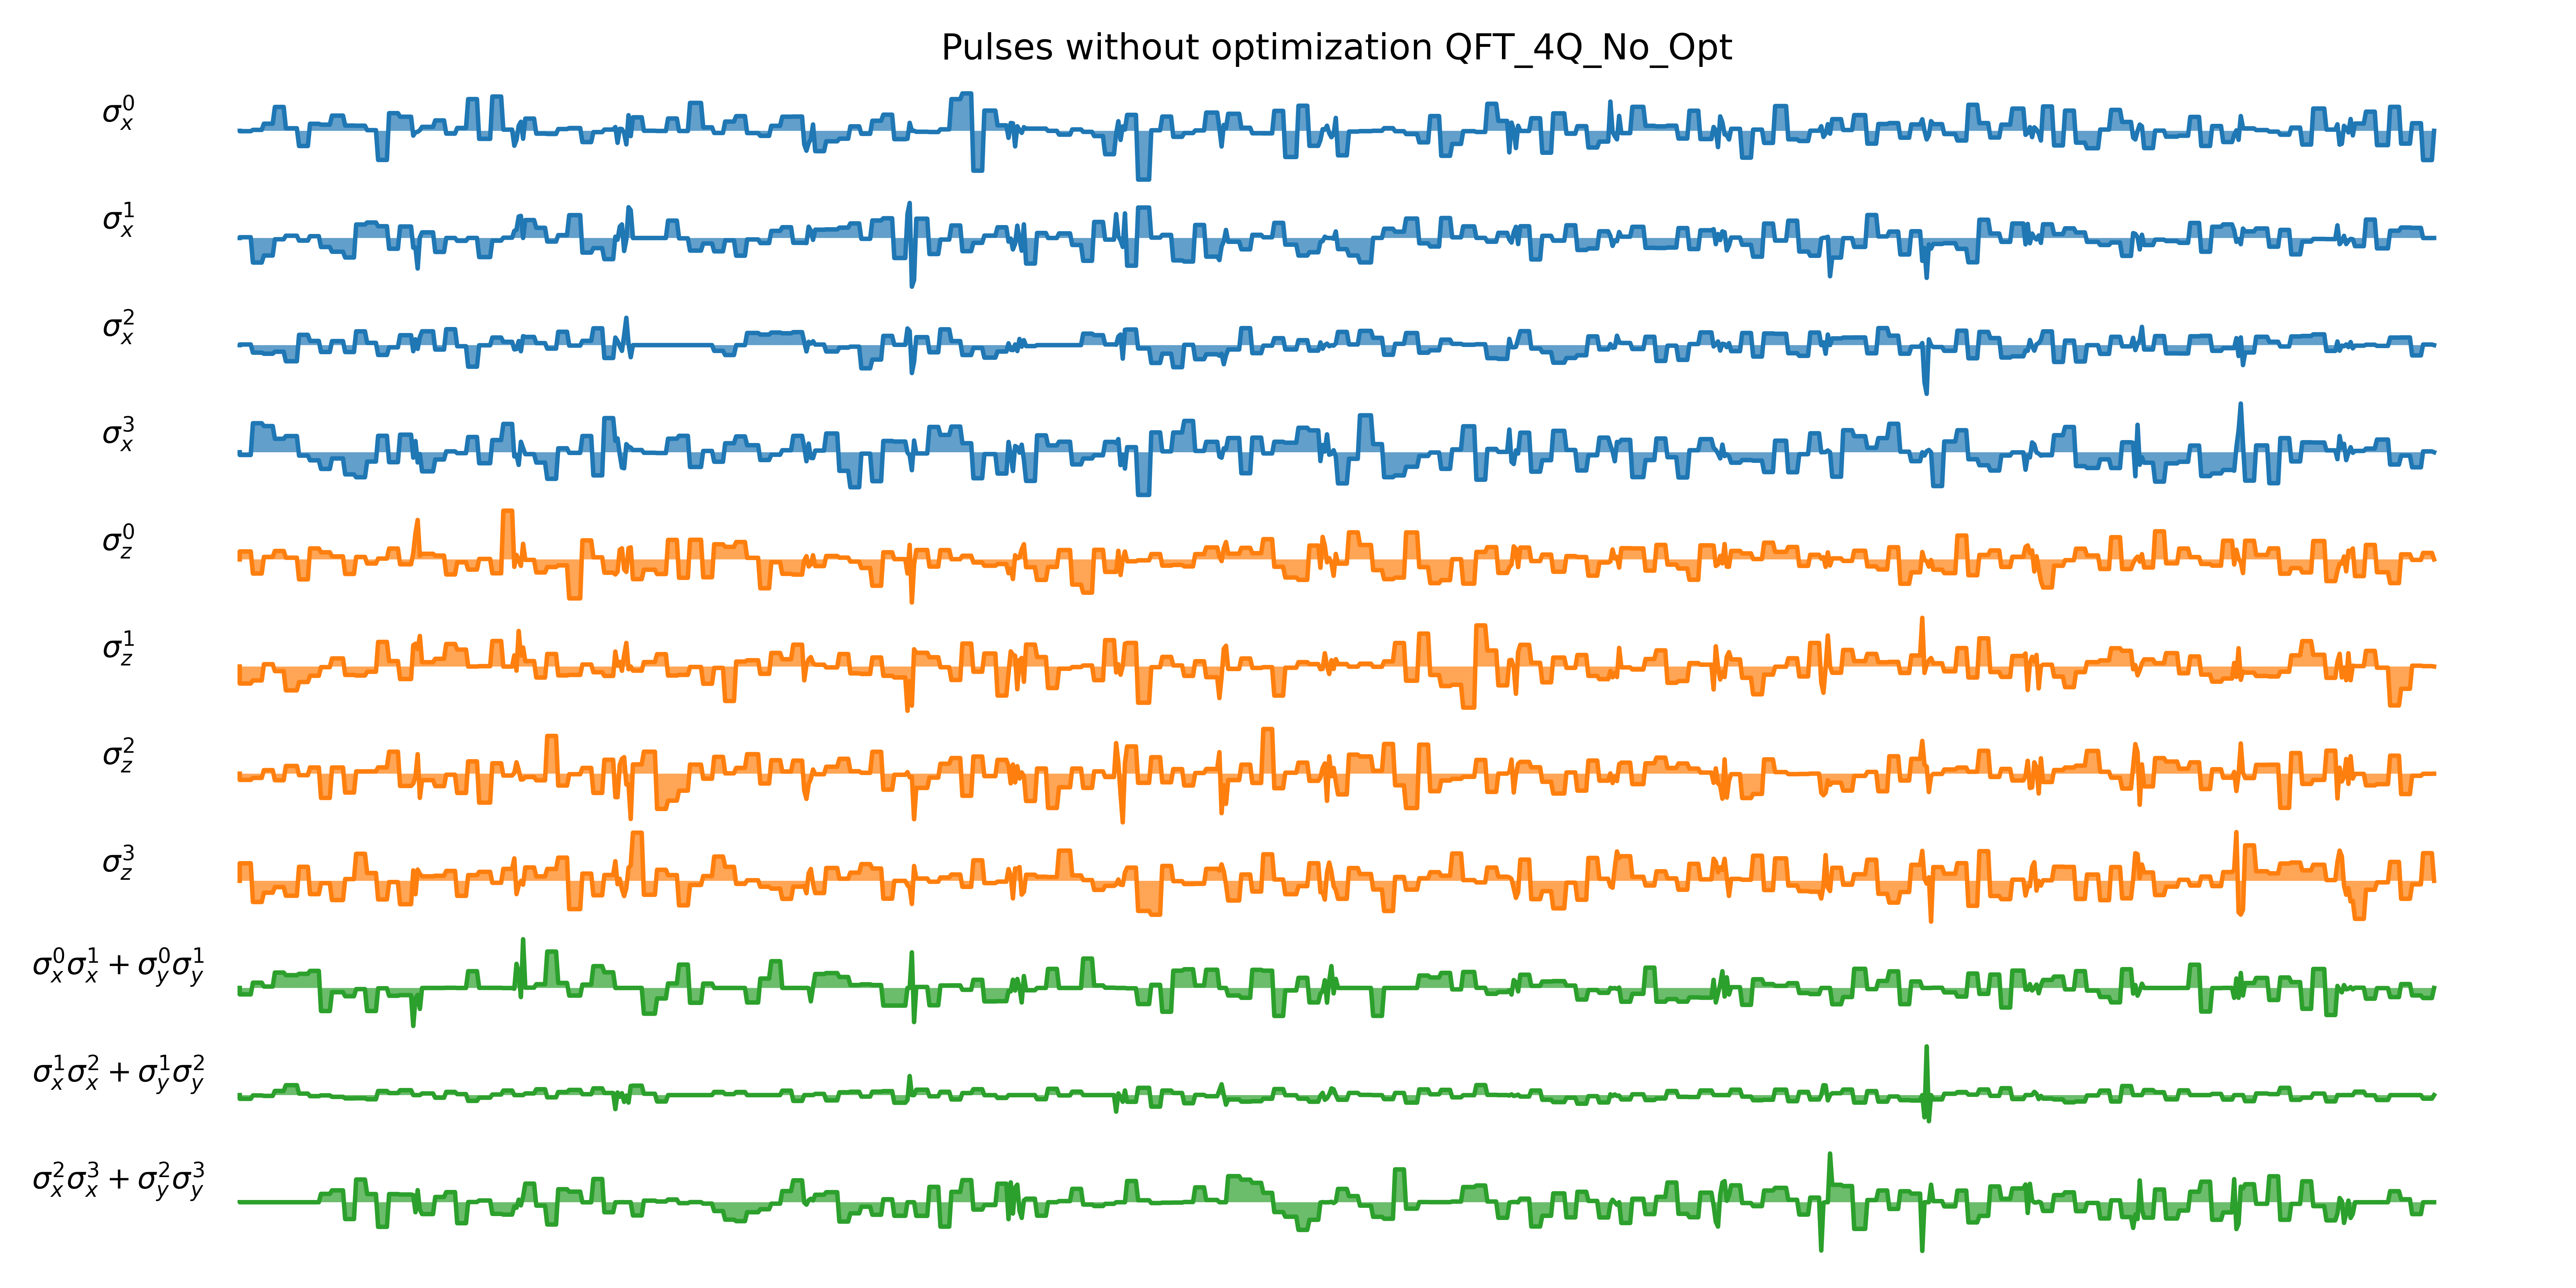 Pulses without optimization QFT_4Q_No_Opt
σ_x^0
σ_x^1
σ_x^2
σ_x^3
σ_z^0
σ_z^1
σ_z^2
σ_z^3
σ_x^0σ_x^1 + σ_y^0σ_y^1
σ_x^1σ_x^2 + σ_y^1σ_y^2
σ_x^2σ_x^3 + σ_y^2σ_y^3